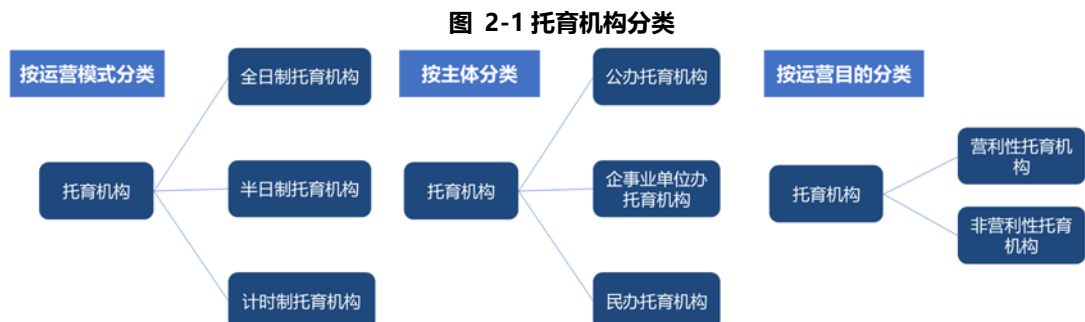 图 2-1 托育机构分类
按运营模式分类
全日制托育机构
托育机构
半日制托育机构
计时制托育机构
按主体分类
公办托育机构
托育机构
企事业单位办
托育机构
民办托育机构
按运营目的分类
托育机构
营利性托育机
构
非营利性托育
机构